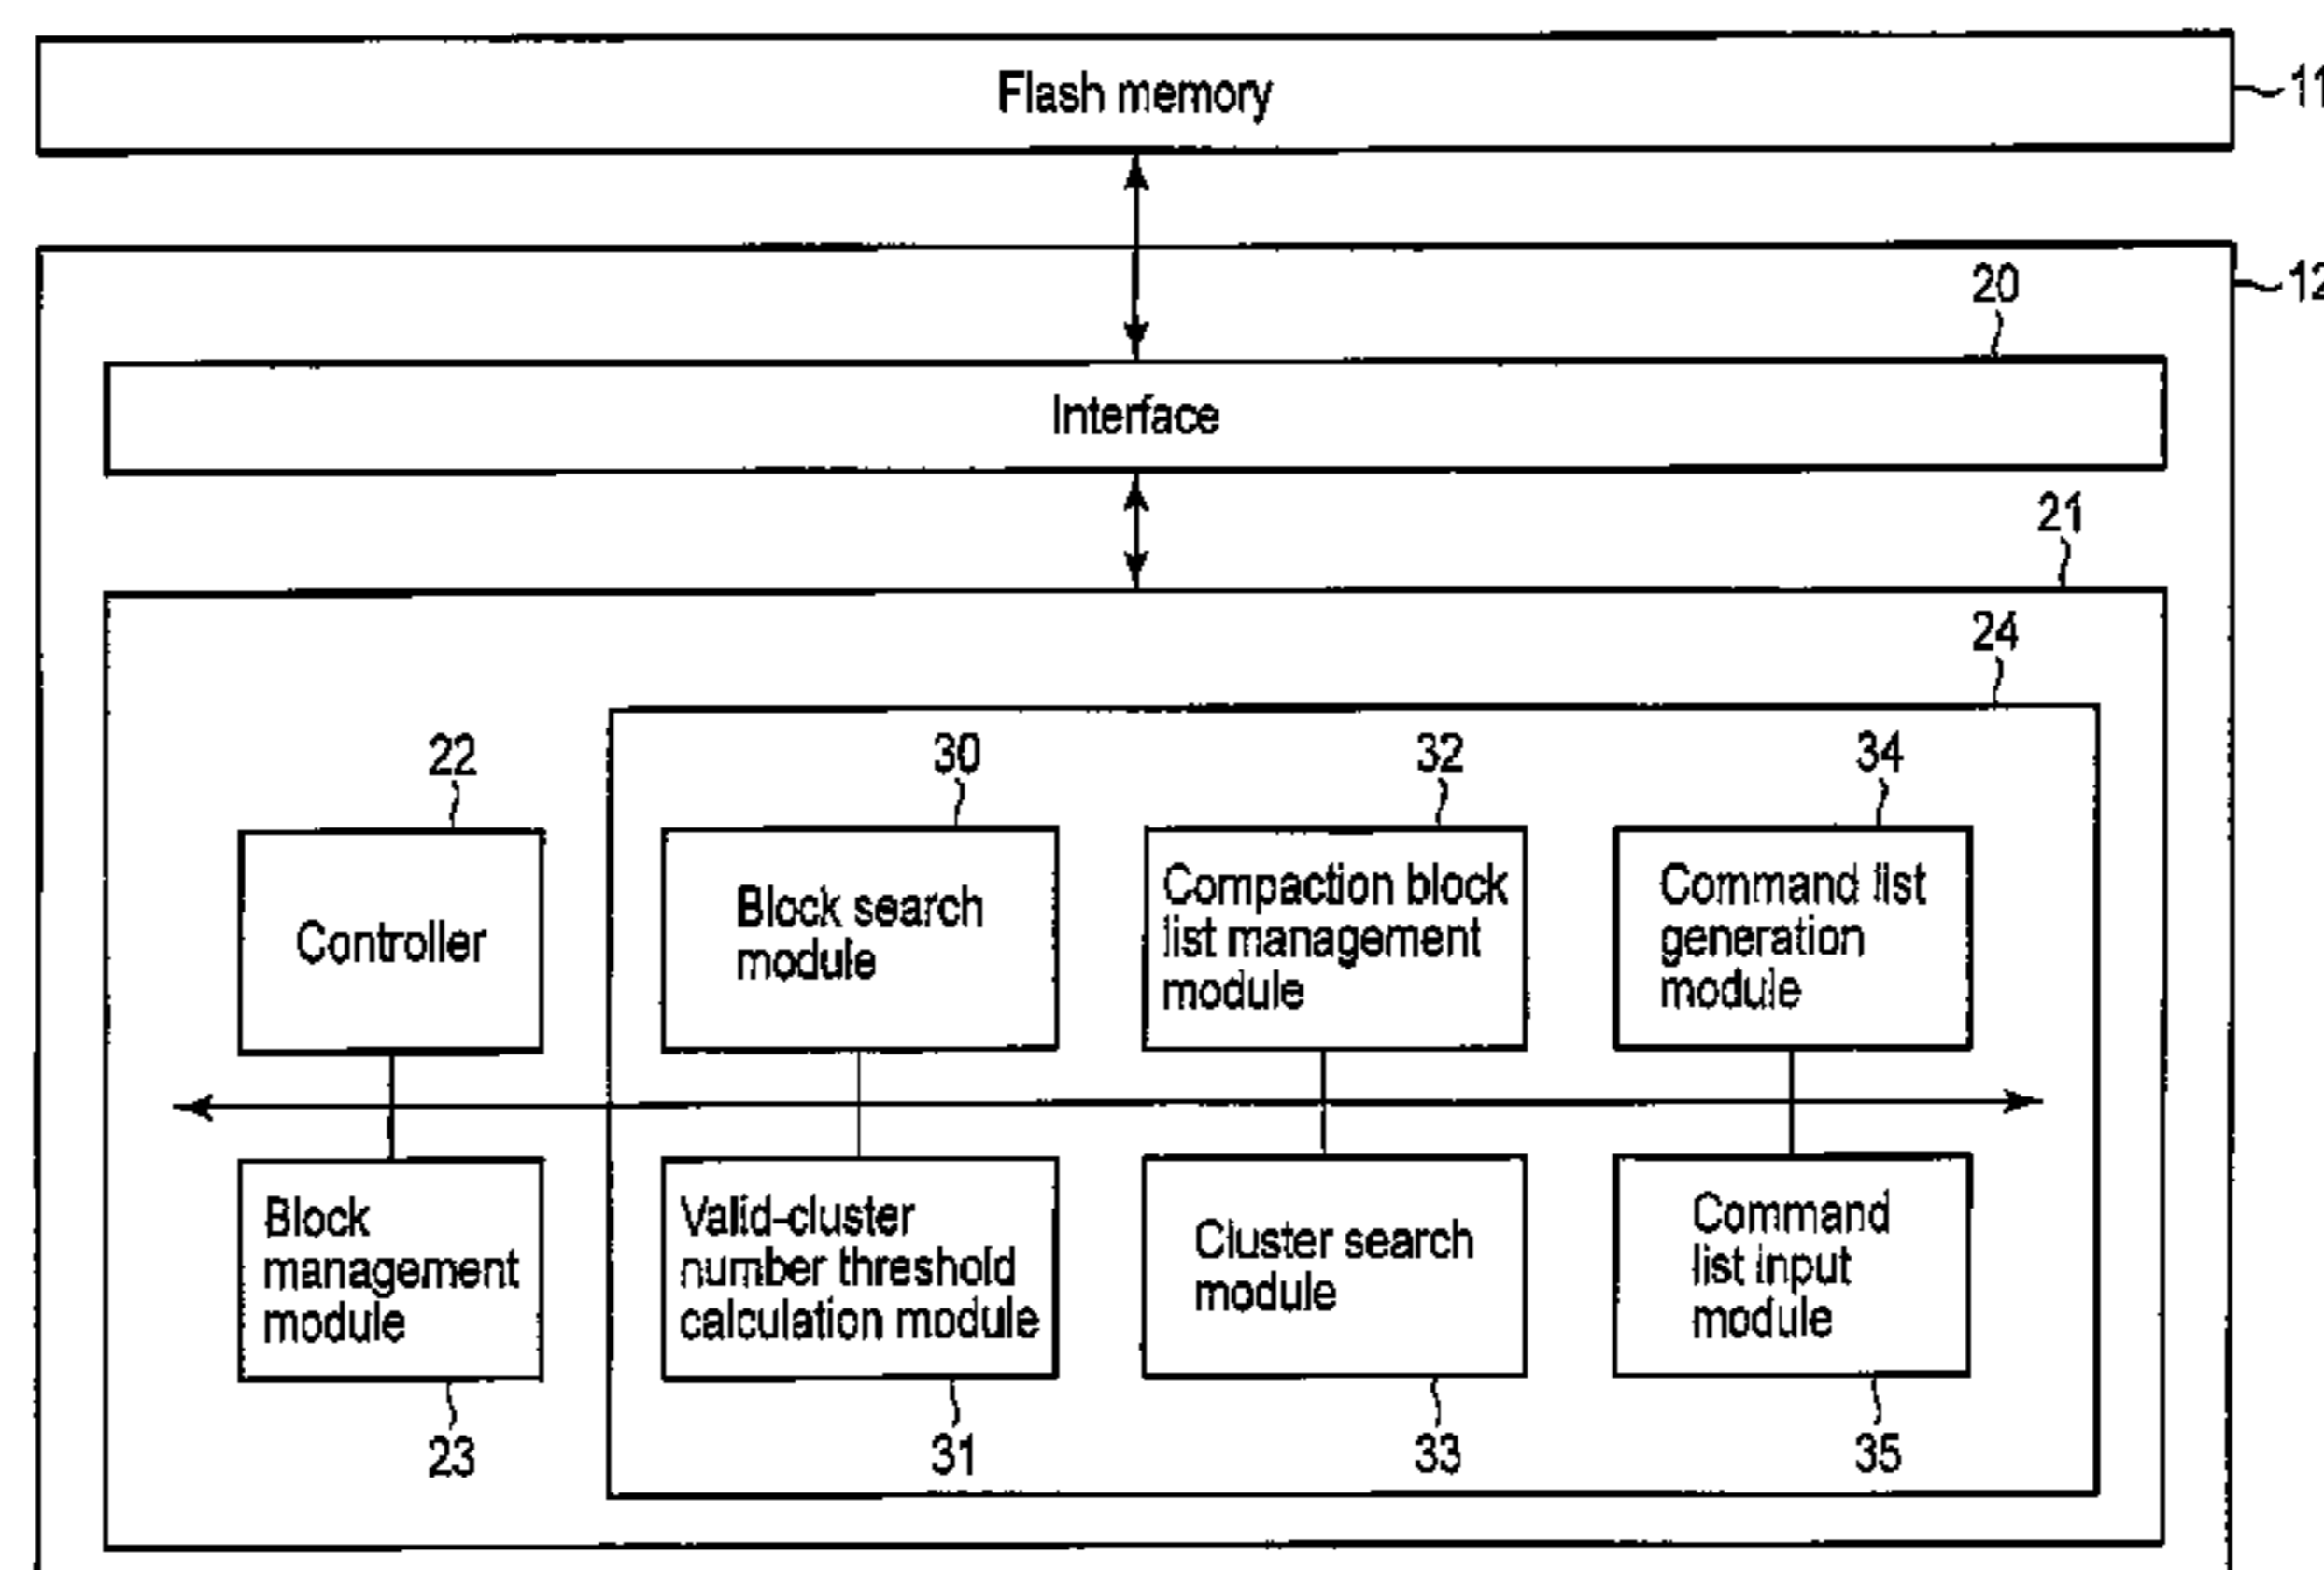 Flash memory
11
12
20
Interface
21
24
22
30
32
34
Controller
Block search
module
Compaction block
list management
module
Command list
generation
module
Block
management
module
Valid-cluster
number threshold
calculation module
Cluster search
module
Command
list input
module
23
31
33
35